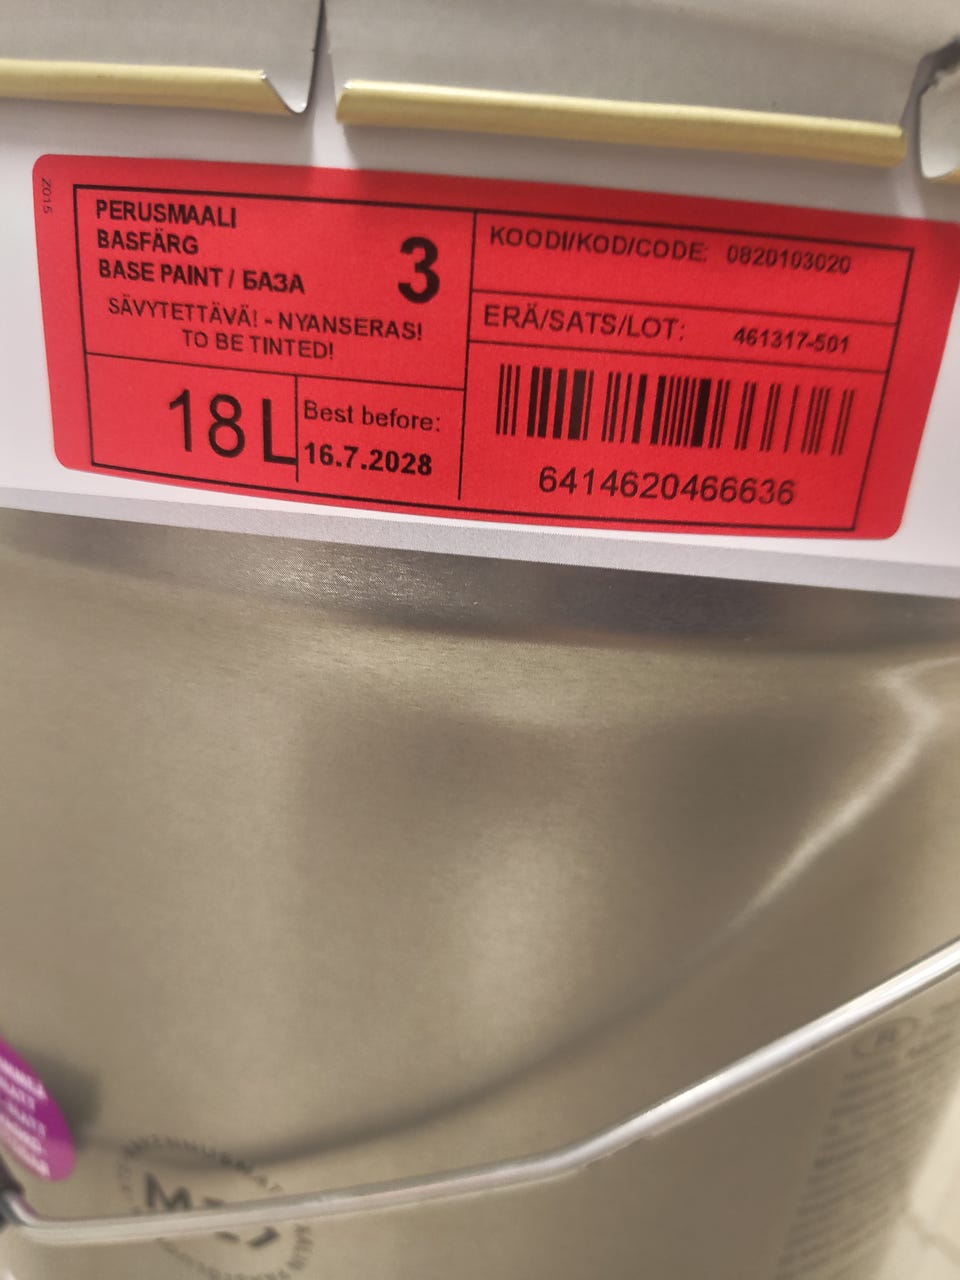 Z015
PERUSMAALI
BASFÄRG
BASE PAINT / БАЗА
3
SÄVYTETTÄVÄ! - NYANSERAS!
TO BE TINTED!
18 L
Best before:
16.7.2028
KOODI/KOD/CODE: 0820103020
ERÄ/SATS/LOT: 461317-501
6414620466636